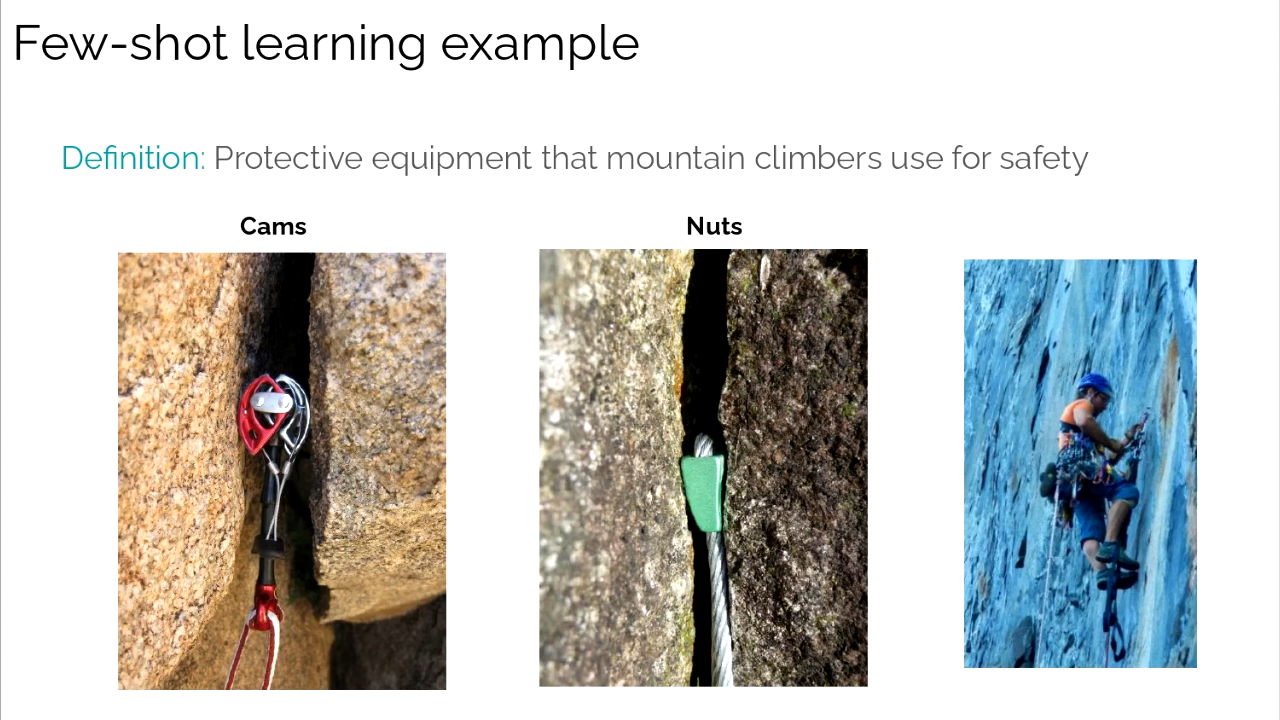 Few-shot learning example
Definition: Protective equipment that mountain climbers use for safety
Cams
Nuts